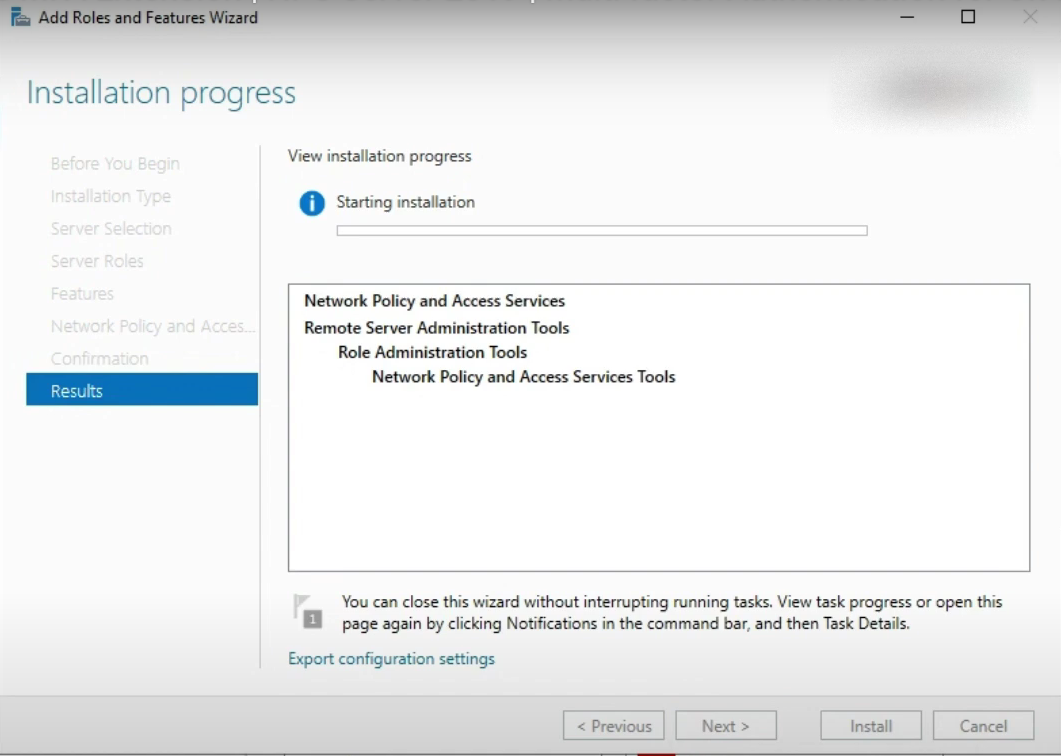 Add Roles and Features Wizard
Installation progress
Before You Begin
Installation Type
Server Selection
Server Roles
Features
Network Policy and Acces...
Confirmation
Results
View installation progress
Starting installation
Network Policy and Access Services
Remote Server Administration Tools
Role Administration Tools
Network Policy and Access Services Tools
1
You can close this wizard without interrupting running tasks. View task progress or open this
page again by clicking Notifications in the command bar, and then Task Details.
Export configuration settings
< Previous
Next >
Install
Cancel